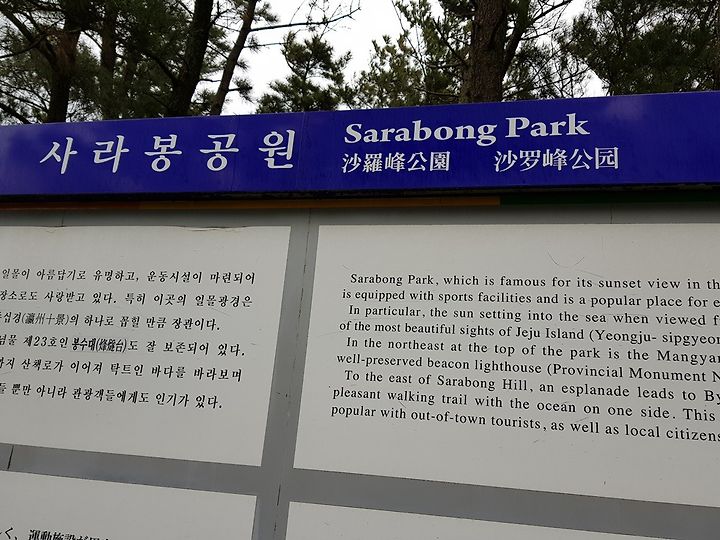 사라봉공원
Sarabong Park
沙羅峰公園 沙罗峰公园
일몰이 아름답기로 유명하고, 운동시설이 마련되어
장소로도 사랑받고 있다. 특히 이곳의 일몰광경은
십경(瀛州十景)의 하나로 꼽힐 만큼 장관이다.
제23호인 봉수대(烽燧台)도 잘 보존되어 있다.
산책로가 이어져 탁트인 바다를 바라보며
뿐만 아니라 관광객들에게도 인기가 있다.
Sarabong Park, which is famous for its sunset view in
is equipped with sports facilities and is a popular place for
In particular, the sun setting into the sea when viewed
of the most beautiful sights of Jeju Island (Yeongju- sipgyeon
In the northeast at the top of the park is the Mangyan
well-preserved beacon lighthouse (Provincial Monument
To the east of Sarabong Hill, an esplanade leads to
pleasant walking trail with the ocean on one side. This
popular with out-of-town tourists, as well as local citizens